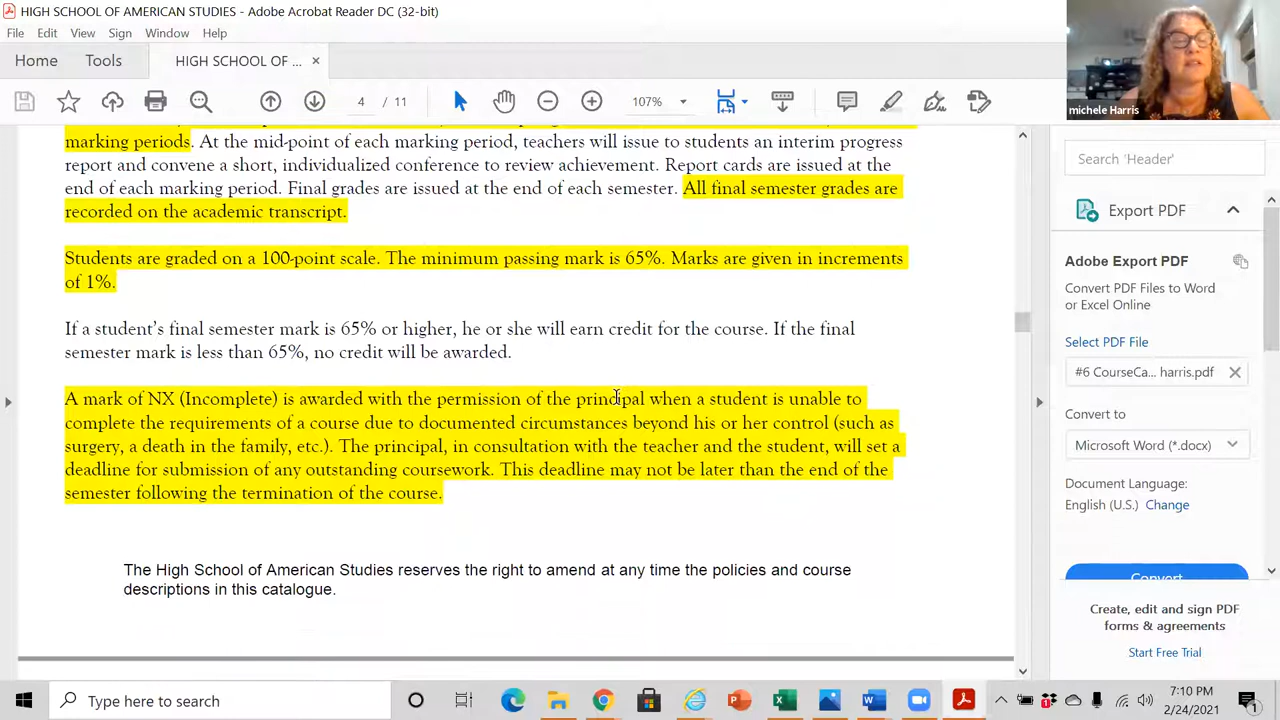 HIGH SCHOOL OF AMERICAN STUDIES - Adobe Acrobat Reader DC (32-bit)
File Edit View Sign Window Help
Home Tools HIGH SCHOOL OF ... ×
4 / 11 107%
michele Harris
marking periods. At the mid-point of each marking period, teachers will issue to students an interim progress
report and convene a short, individualized conference to review achievement. Report cards are issued at the
end of each marking period. Final grades are issued at the end of each semester. All final semester grades are
recorded on the academic transcript.
Students are graded on a 100-point scale. The minimum passing mark is 65%. Marks are given in increments
of 1%.
If a student's final semester mark is 65% or higher, he or she will earn credit for the course. If the final
semester mark is less than 65%, no credit will be awarded.
A mark of NX (Incomplete) is awarded with the permission of the principal when a student is unable to
complete the requirements of a course due to documented circumstances beyond his or her control (such as
surgery, a death in the family, etc.). The principal, in consultation with the teacher and the student, will set a
deadline for submission of any outstanding coursework. This deadline may not be later than the end of the
semester following the termination of the course.
The High School of American Studies reserves the right to amend at any time the policies and course
descriptions in this catalogue.
Search 'Header'
Export PDF
Adobe Export PDF
Convert PDF Files to Word
or Excel Online
Select PDF File
#6 CourseCa... harris.pdf
Convert to
Microsoft Word (*.docx)
Document Language:
English (U.S.) Change
Convert
Create, edit and sign PDF
forms & agreements
Start Free Trial
Type here to search
7:10 PM
2/24/2021